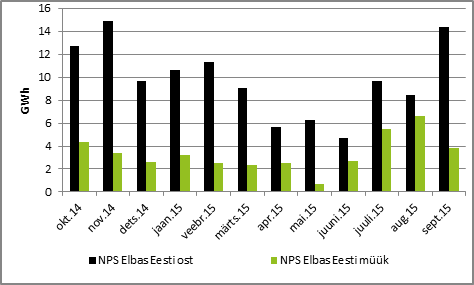 16
14
12
10
8
6
4
2
0
GWh
okt.14
nov.14
dets.14
jaan.15
veebr.15
märts.15
apr.15
mai.15
juuni.15
juuli.15
aug.15
sept.15
NPS Elbas Eesti ost
NPS Elbas Eesti müük